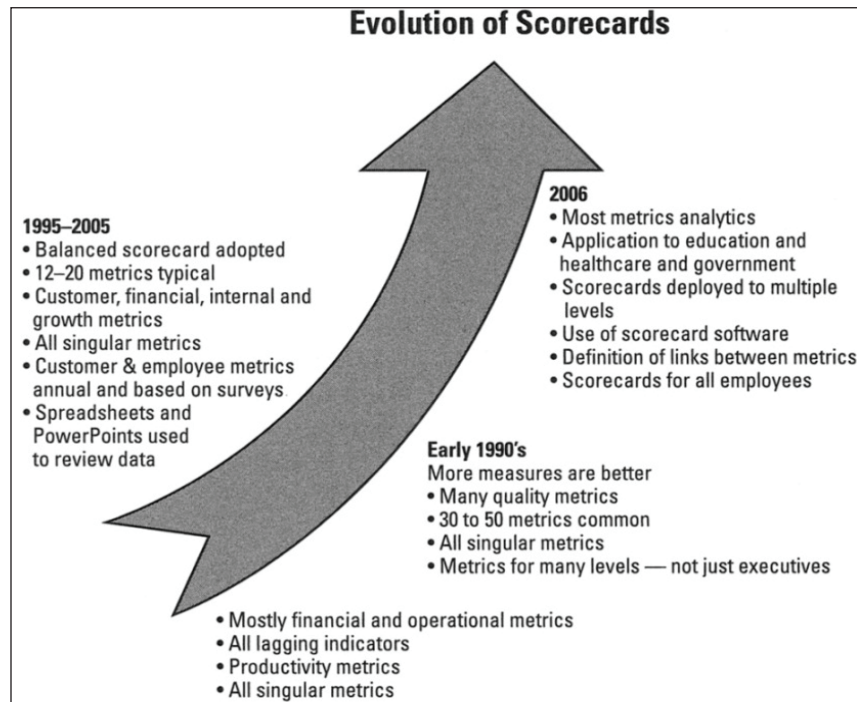 Evolution of Scorecards
1995–2005
• Balanced scorecard adopted
• 12–20 metrics typical
• Customer, financial, internal and
growth metrics
• All singular metrics
• Customer & employee metrics
annual and based on surveys
• Spreadsheets and
PowerPoints used
to review data
2006
• Most metrics analytics
• Application to education and
healthcare and government
• Scorecards deployed to multiple
levels
• Use of scorecard software
• Definition of links between metrics
• Scorecards for all employees
Early 1990's
More measures are better
• Many quality metrics
• 30 to 50 metrics common
• All singular metrics
• Metrics for many levels — not just executives
• Mostly financial and operational metrics
• All lagging indicators
• Productivity metrics
• All singular metrics